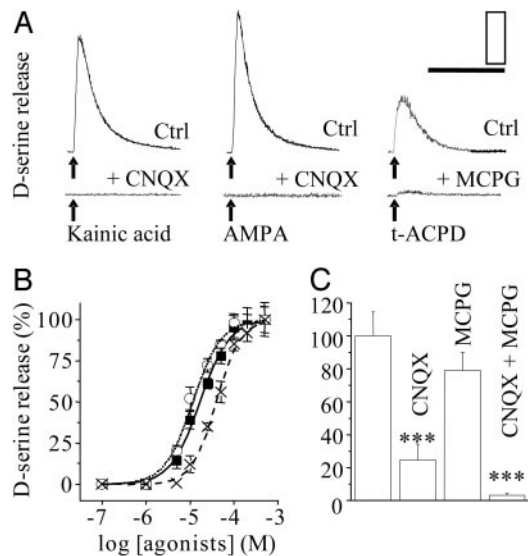 A
D-serine release
Ctrl
Ctrl
Ctrl
+ CNQX
+ CNQX
+ MCPG
Kainic acid
AMPA
t-ACPD
B
D-serine release (%)
100
75
50
25
0
-7 -6 -5 -4 -3
log [agonists] (M)
C
120
100
80
60
40
20
0
CNQX
MCPG
CNQX + MCPG
***
***